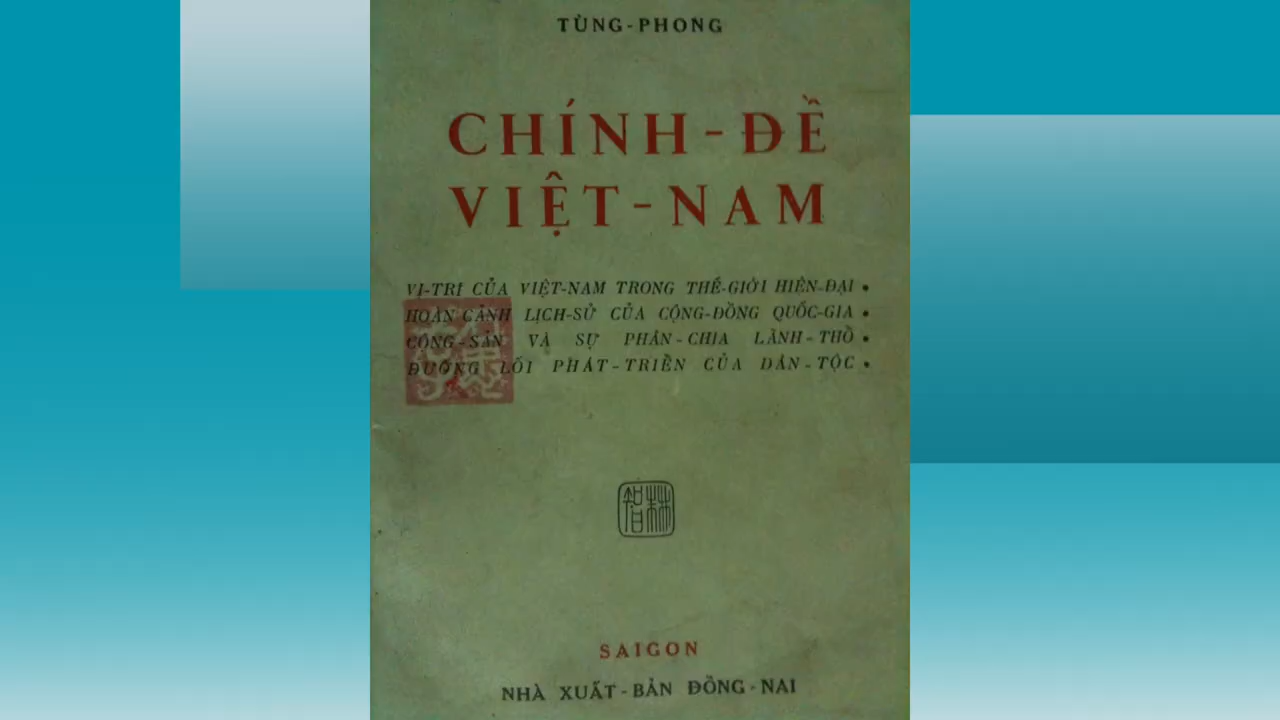 TÙNG-PHONG
CHÍNH-ĐỀ
VIỆT-NAM
VỊ-TRÍ CỦA VIỆT-NAM TRONG THẾ-GIỚI HIỆN-ĐẠI •
HOÀN CẢNH LỊCH-SỬ CỦA CỘNG-ĐỒNG QUỐC-GIA •
CỘNG-SẢN VÀ SỰ PHÂN-CHIA LÃNH-THỔ •
ĐƯỜNG LỐI PHÁT-TRIỂN CỦA DÂN-TỘC •
SAIGON
NHÀ XUẤT-BẢN ĐỒNG-NAI